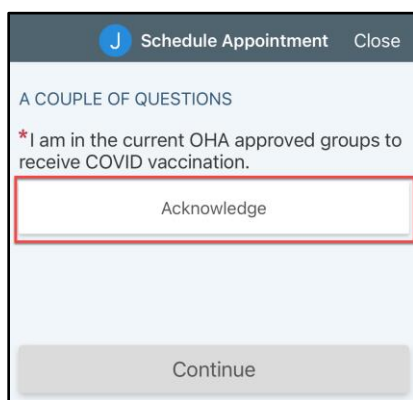 J Schedule Appointment Close
A COUPLE OF QUESTIONS
*I am in the current OHA approved groups to
receive COVID vaccination.
Acknowledge
Continue